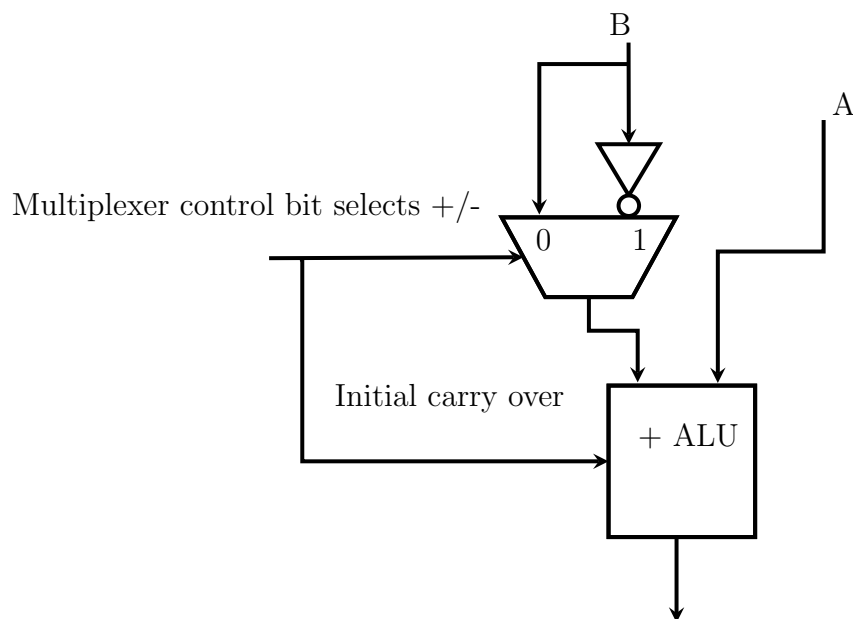 B
A
Multiplexer control bit selects +/-
0 1
Initial carry over
+ ALU